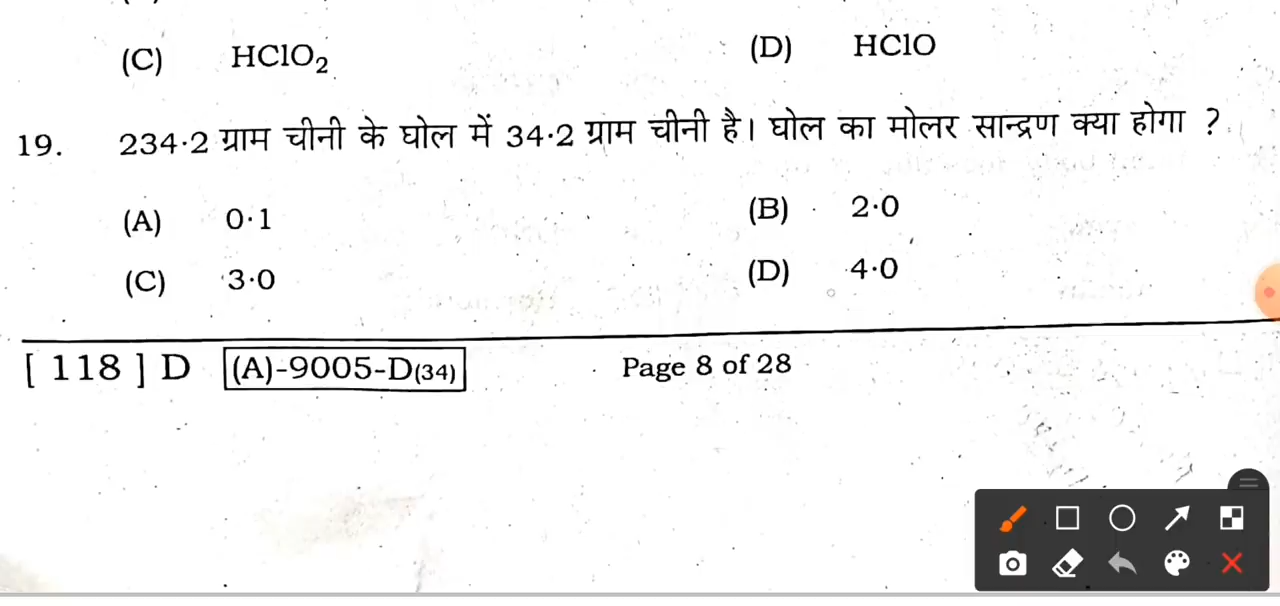 (C) HClO₂ (D) HClO
19. 234·2 ग्राम चीनी के घोल में 34·2 ग्राम चीनी है। घोल का मोलर सान्द्रण क्या होगा ?
(A) 0·1 (B) 2·0
(C) 3·0 (D) 4·0
[ 118 ] D (A)-9005-D(34) Page 8 of 28